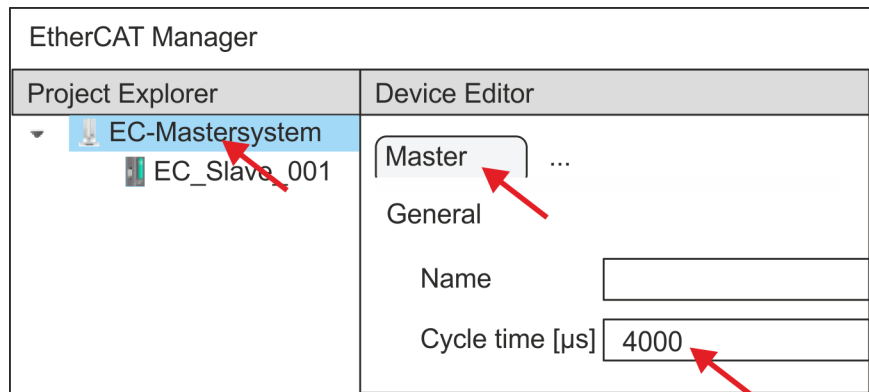 EtherCAT Manager
Project Explorer
Device Editor
EC-Mastersystem
EC_Slave_001
Master
...
General
Name
Cycle time [µs]
4000